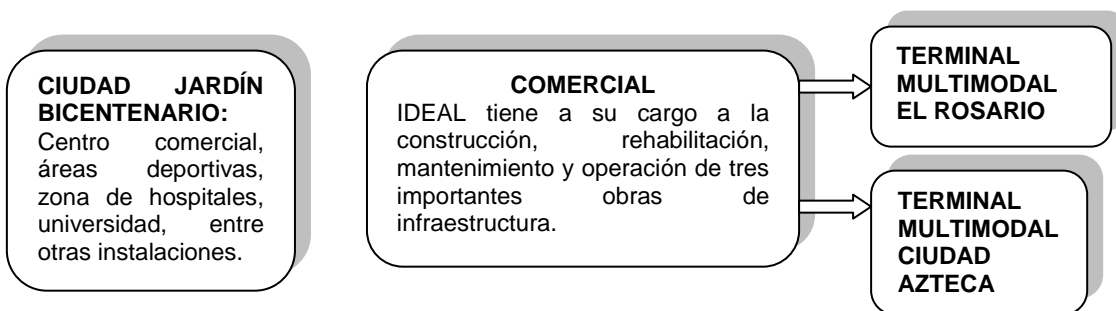 CIUDAD JARDÍN
BICENTENARIO:
Centro comercial,
áreas deportivas,
zona de hospitales,
universidad, entre
otras instalaciones.
COMERCIAL
IDEAL tiene a su cargo a la
construcción, rehabilitación,
mantenimiento y operación de tres
importantes obras de
infraestructura.
TERMINAL
MULTIMODAL
EL ROSARIO
TERMINAL
MULTIMODAL
CIUDAD
AZTECA